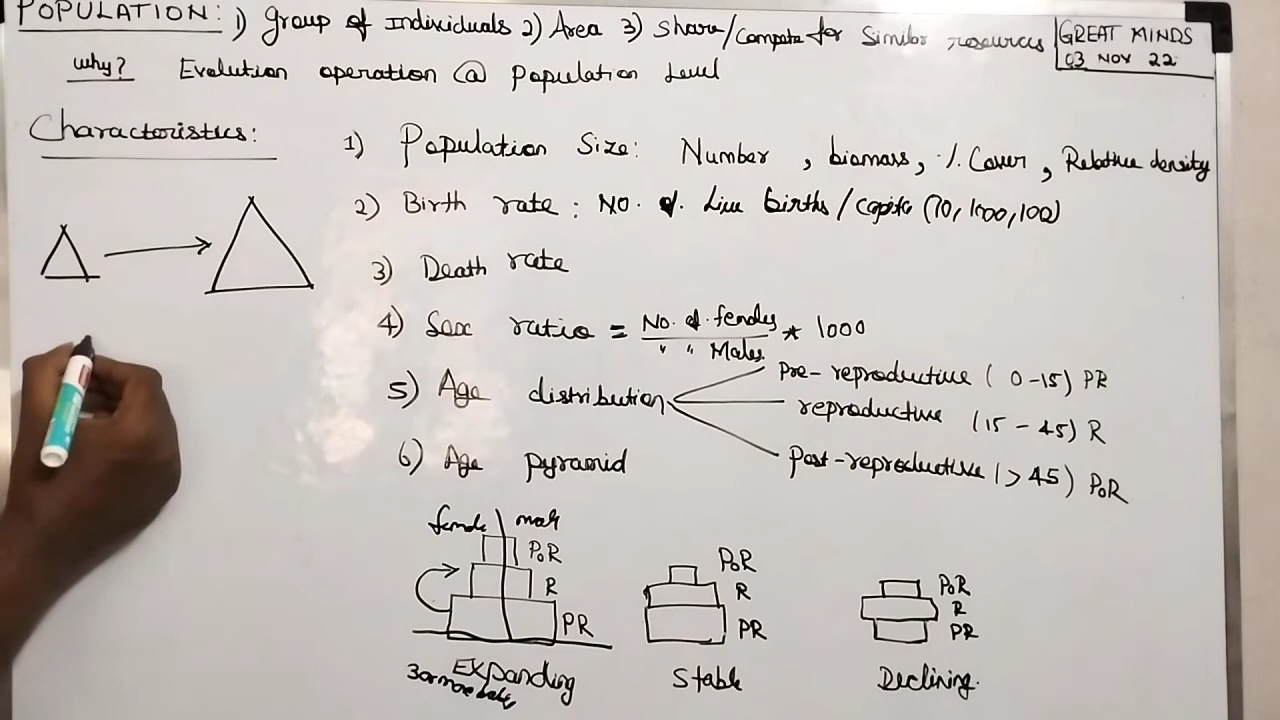 POPULATION: 1) Group of Individuals 2) Area 3) Share/Compete for Similar resources
GREAT MINDS
03 NOV 22
why? Evolution operation @ Population Level
Characteristics:
1) Population Size: Number, biomass, % Cover, Relative density
2) Birth rate: No. of. Live births/Capita (10, 1000, 100)
3) Death rate
4) Sex ratio = No. of. females / " " Males * 1000
5) Age distribution
Pre-reproductive (0-15) PR
reproductive (15-45) R
Post-reproductive (>45) PoR
6) Age pyramid
female male
PoR
R
PR
PoR
R
PR
PoR
R
PR
Expanding
3 or more
Stable
Declining.